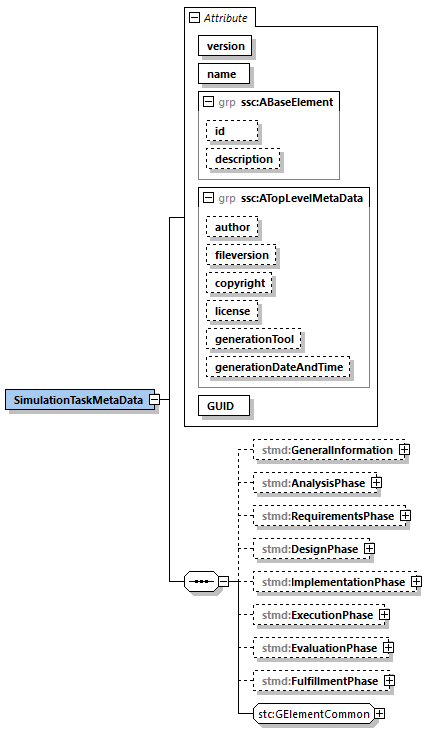 Attribute
version
name
grp ssc:ABaseElement
id
description
grp ssc:ATopLevelMetaData
author
fileversion
copyright
license
generationTool
generationDateAndTime
GUID
SimulationTaskMetaData
stmd:GeneralInformation
stmd:AnalysisPhase
stmd:RequirementsPhase
stmd:DesignPhase
stmd:ImplementationPhase
stmd:ExecutionPhase
stmd:EvaluationPhase
stmd:FulfillmentPhase
stc:GElementCommon